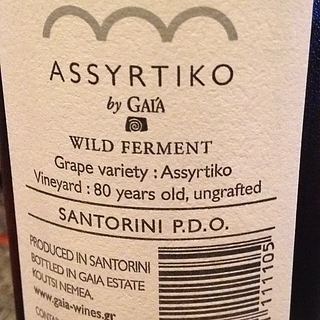 ASSYRTIKO
by GAI'A
WILD FERMENT
Grape variety : Assyrtiko
Vineyard : 80 years old, ungrafted
SANTORINI P.D.O.
PRODUCED IN SANTORINI
BOTTLED IN GAIA ESTATE
KOUTSI NEMEA.
www.gaia-wines.gr
111105